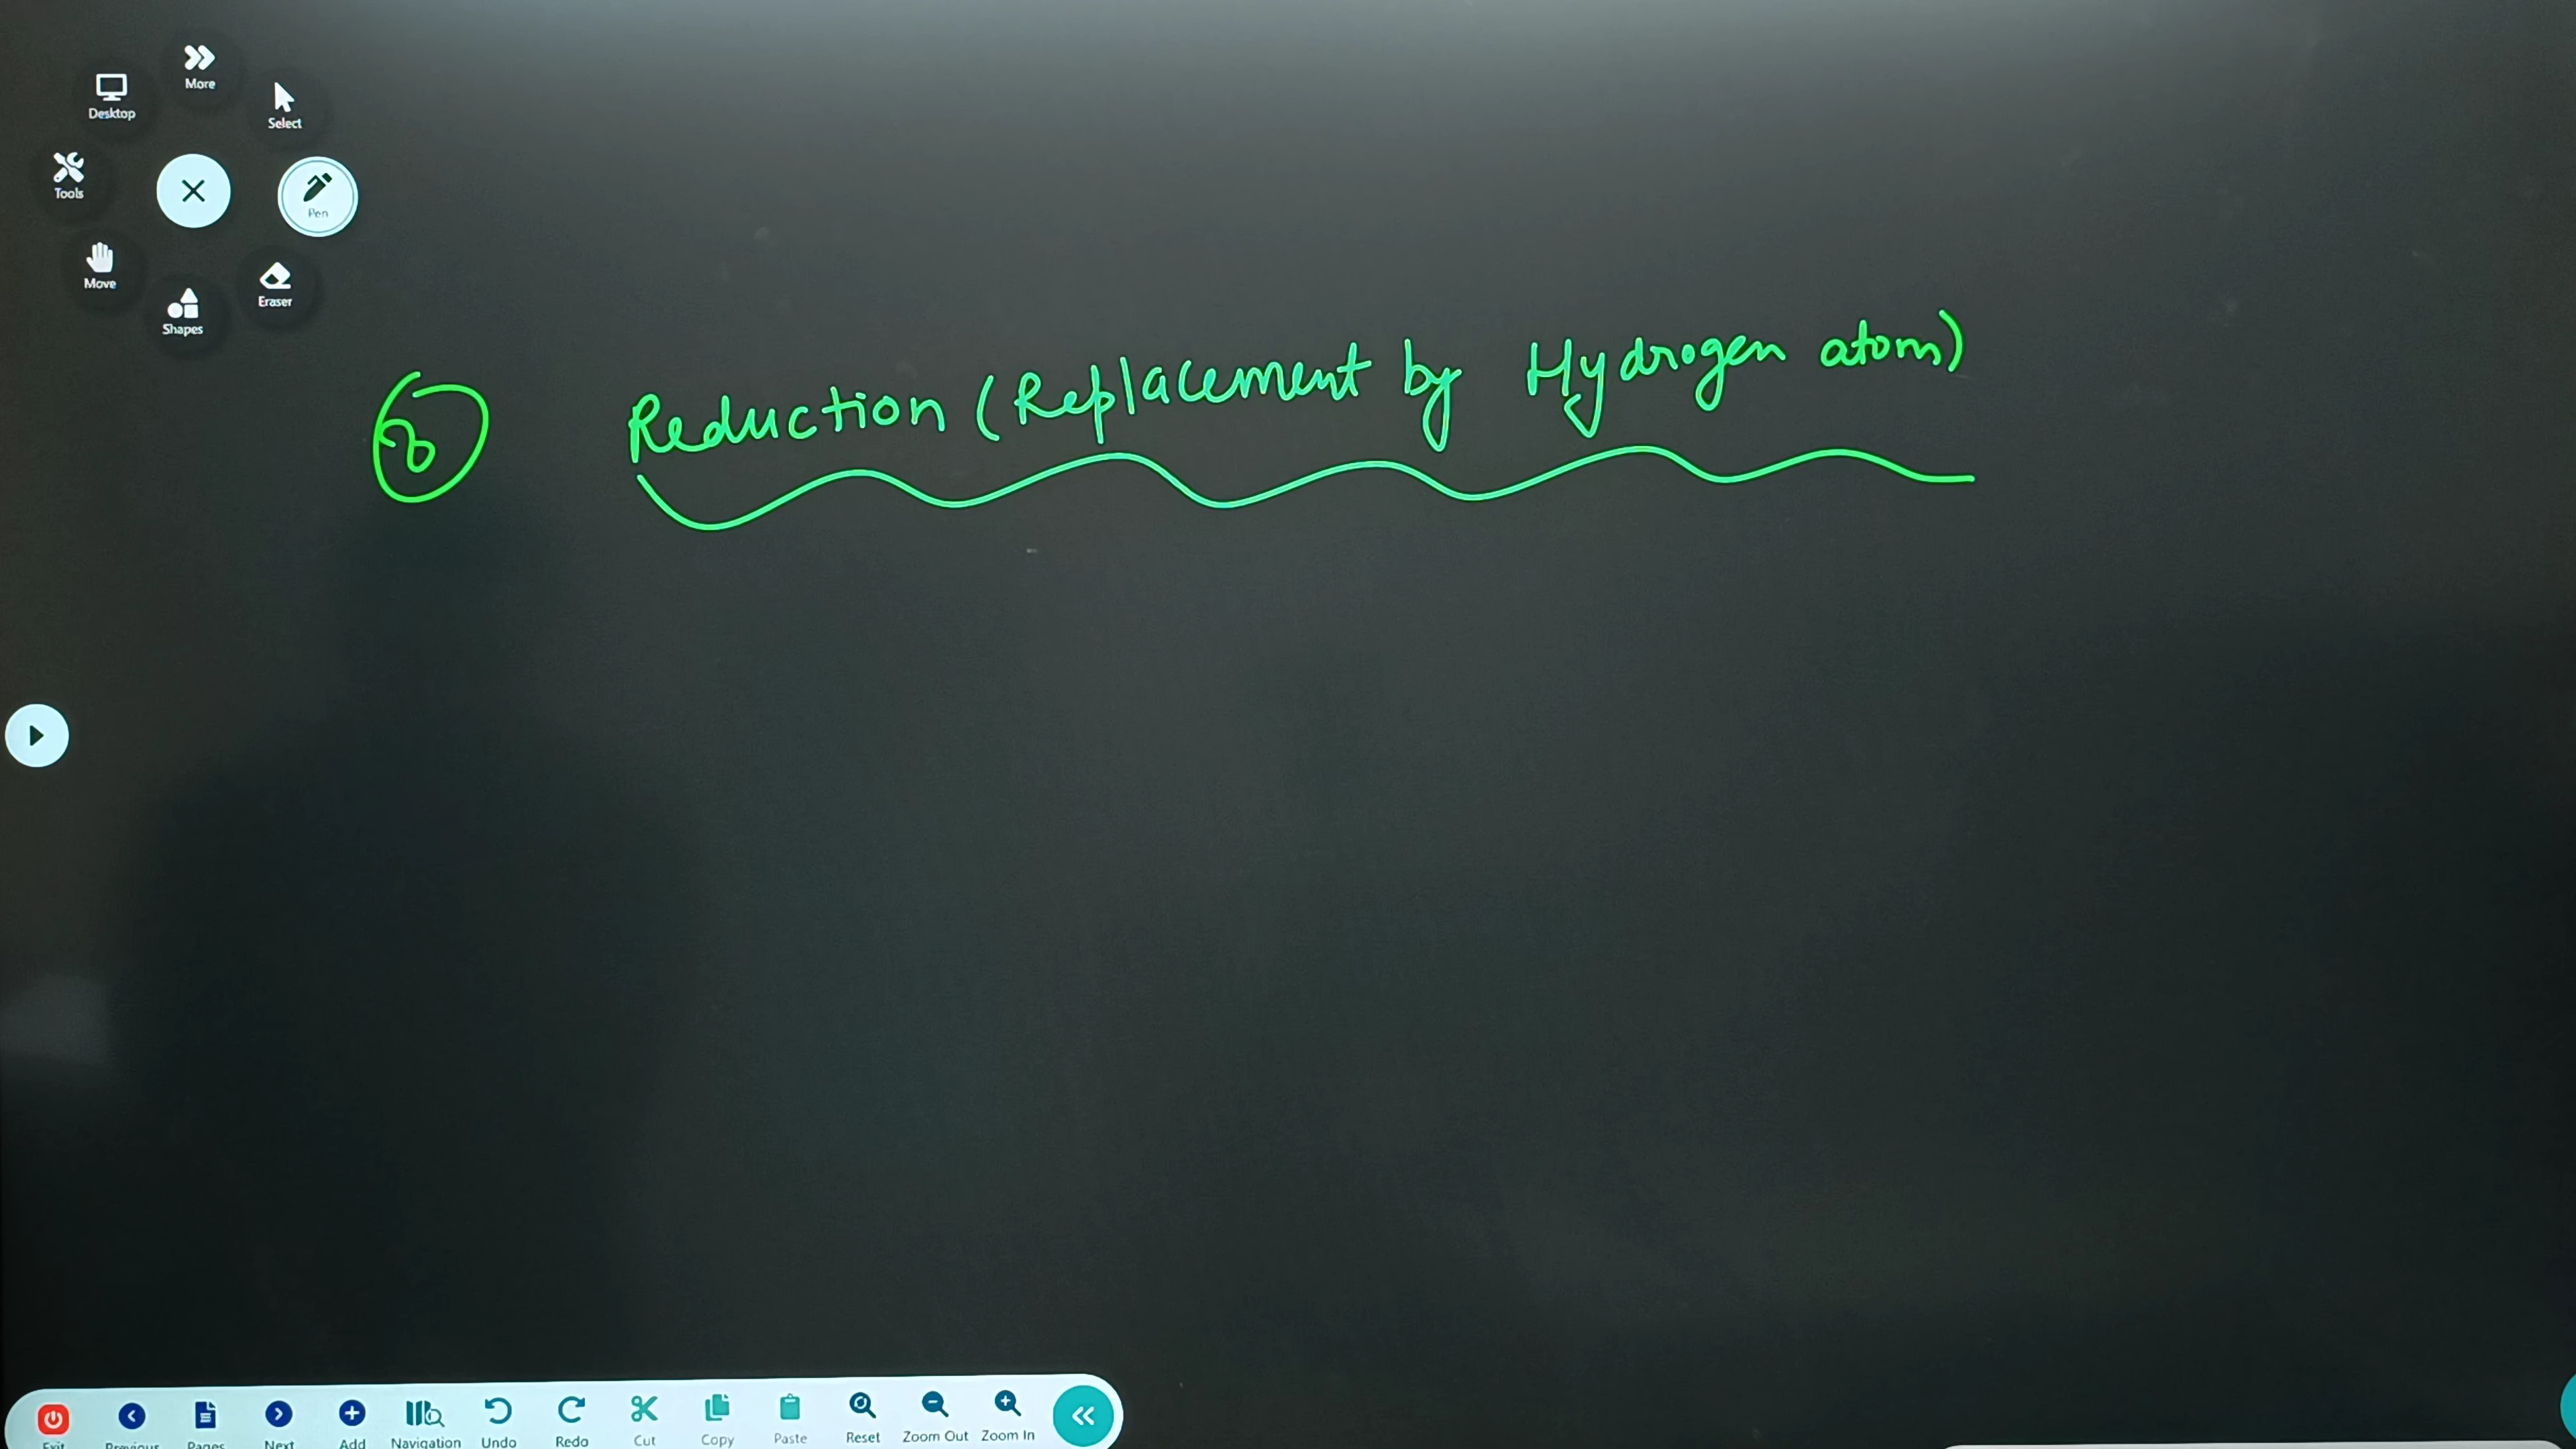 More
Desktop
Select
Tools
Pen
Move
Eraser
Shapes
8 Reduction (Replacement by Hydrogen atom)
Exit Previous Pages Next Add Navigation Undo Redo Cut Copy Paste Reset Zoom Out Zoom In